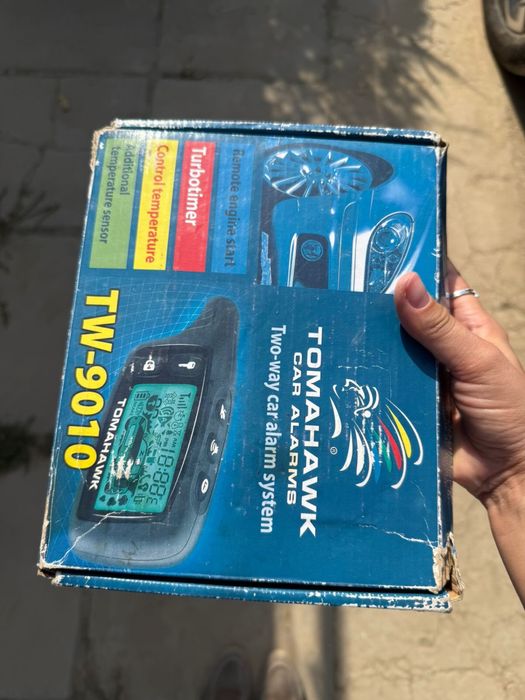 TOMAHAWK
CAR ALARMS
®
Two-way car alarm system
Remote engine start
Turbotimer
Control temperature
Additional
temperature sensor
TOMAHAWK
TW-9010